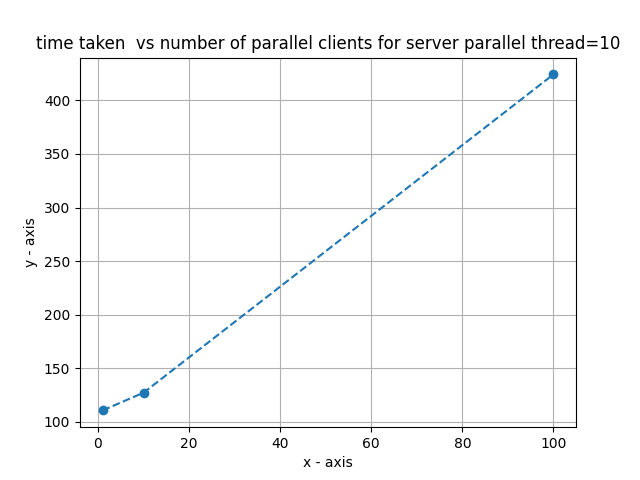 time taken  vs number of parallel clients for server parallel thread=10
400
350
300
250
200
150
100
y - axis
0 20 40 60 80 100
x - axis